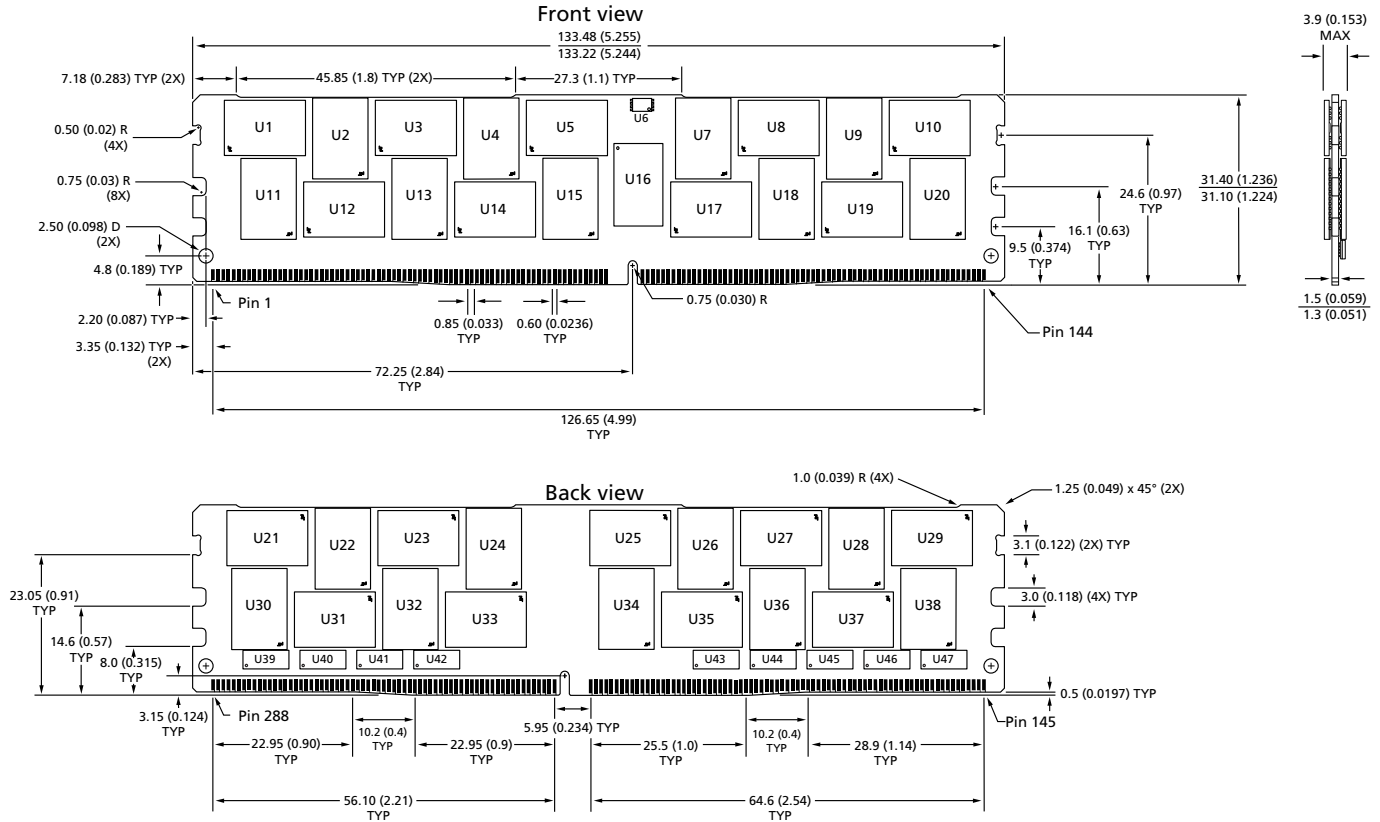 Front view
133.48 (5.255)
133.22 (5.244)
3.9 (0.153)
MAX
7.18 (0.283) TYP (2X)
45.85 (1.8) TYP (2X)
27.3 (1.1) TYP
0.50 (0.02) R
(4X)
0.75 (0.03) R
(8X)
2.50 (0.098) D
(2X)
4.8 (0.189) TYP
2.20 (0.087) TYP
3.35 (0.132) TYP
(2X)
U1
U2
U3
U4
U5
U6
U7
U8
U9
U10
U11
U12
U13
U14
U15
U16
U17
U18
U19
U20
31.40 (1.236)
31.10 (1.224)
24.6 (0.97)
TYP
16.1 (0.63)
TYP
9.5 (0.374)
TYP
1.5 (0.059)
1.3 (0.051)
Pin 1
0.85 (0.033)
TYP
0.60 (0.0236)
TYP
0.75 (0.030) R
Pin 144
72.25 (2.84)
TYP
126.65 (4.99)
TYP
Back view
1.0 (0.039) R (4X)
1.25 (0.049) x 45° (2X)
U21
U22
U23
U24
U25
U26
U27
U28
U29
3.1 (0.122) (2X) TYP
3.0 (0.118) (4X) TYP
23.05 (0.91)
TYP
14.6 (0.57)
TYP
8.0 (0.315)
TYP
3.15 (0.124)
TYP
U30
U31
U32
U33
U34
U35
U36
U37
U38
U39
U40
U41
U42
U43
U44
U45
U46
U47
0.5 (0.0197) TYP
Pin 288
5.95 (0.234) TYP
Pin 145
22.95 (0.90)
TYP
10.2 (0.4)
TYP
22.95 (0.9)
TYP
25.5 (1.0)
TYP
10.2 (0.4)
TYP
28.9 (1.14)
TYP
56.10 (2.21)
TYP
64.6 (2.54)
TYP